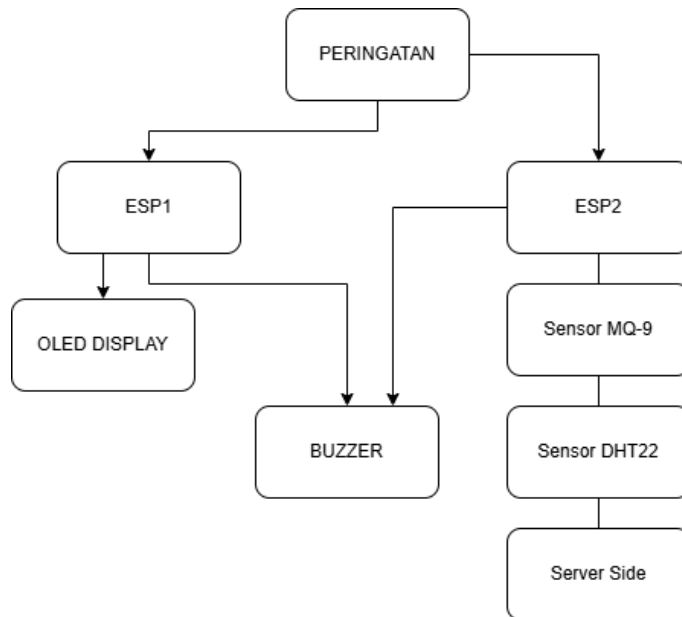 PERINGATAN
ESP1
ESP2
OLED DISPLAY
Sensor MQ-9
BUZZER
Sensor DHT22
Server Side